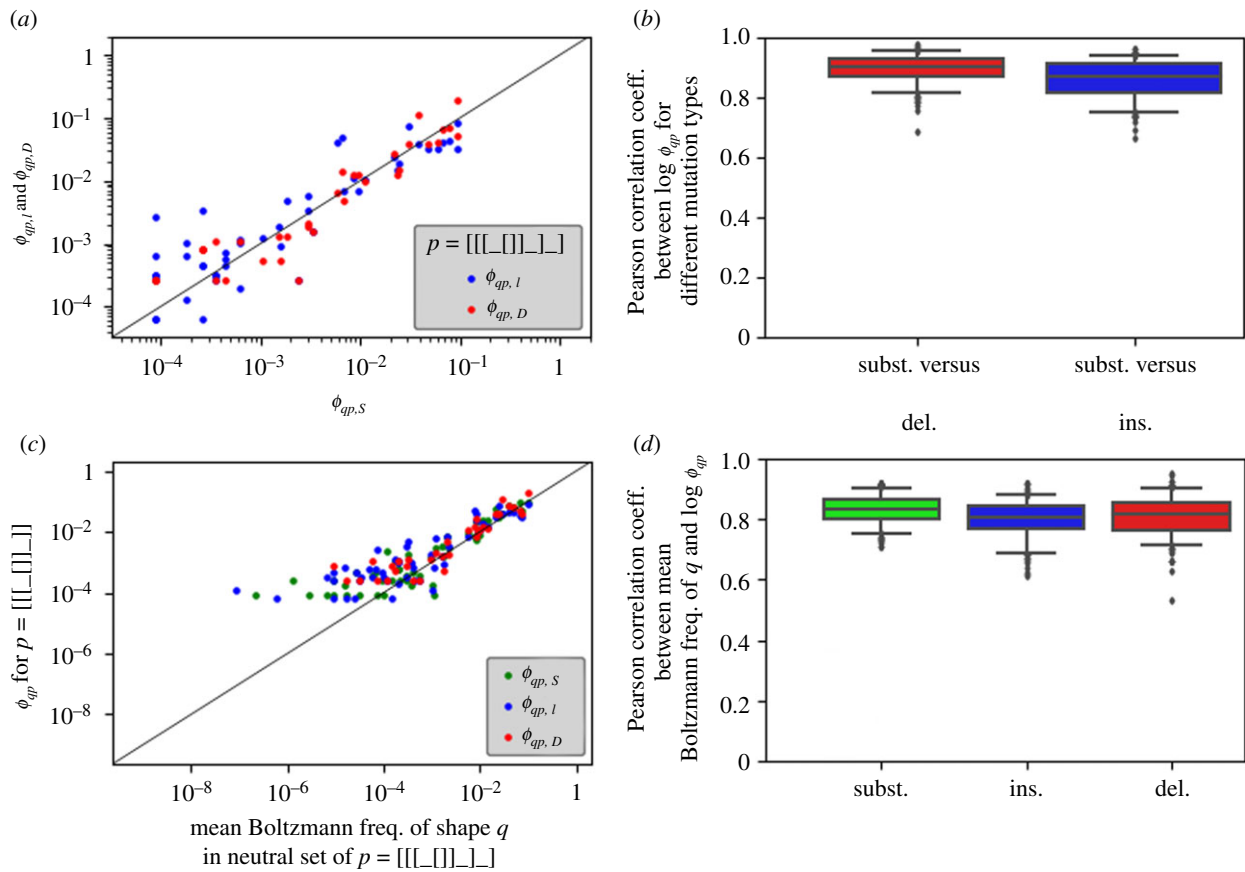 (a)
1
10–1
10–2
10–3
10–4
ϕqp,I and ϕqp,D
p = [[[_[]]_]_]
ϕqp, I
ϕqp, D
10–4 10–3 10–2 10–1 1
ϕqp,S
(b)
Pearson correlation coeff.
between log ϕqp for
different mutation types
1.0
0.8
0.6
0.4
0.2
0
subst. versus subst. versus
del. ins.
(c)
1
10–2
10–4
10–6
10–8
ϕqp for p = [[[_[]]_]]
ϕqp, S
ϕqp, I
ϕqp, D
10–8 10–6 10–4 10–2 1
mean Boltzmann freq. of shape q
in neutral set of p = [[[_[]]_]_]
(d)
Pearson correlation coeff.
between mean
Boltzmann freq. of q and log ϕqp
1.0
0.8
0.6
0.4
0.2
0
subst. ins. del.